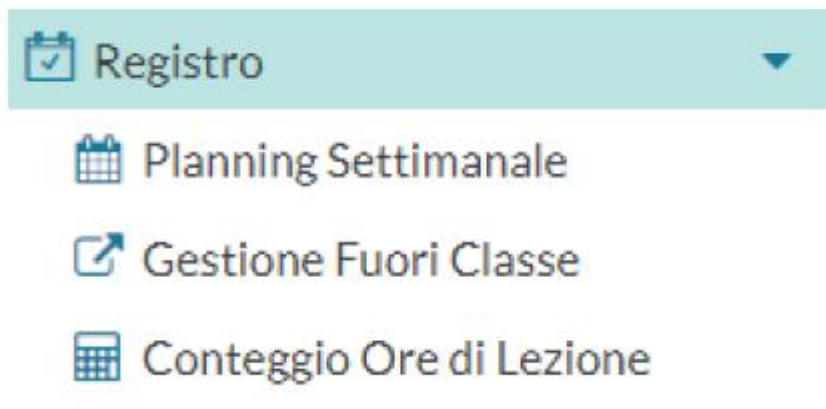 Registro
Planning Settimanale
Gestione Fuori Classe
Conteggio Ore di Lezione